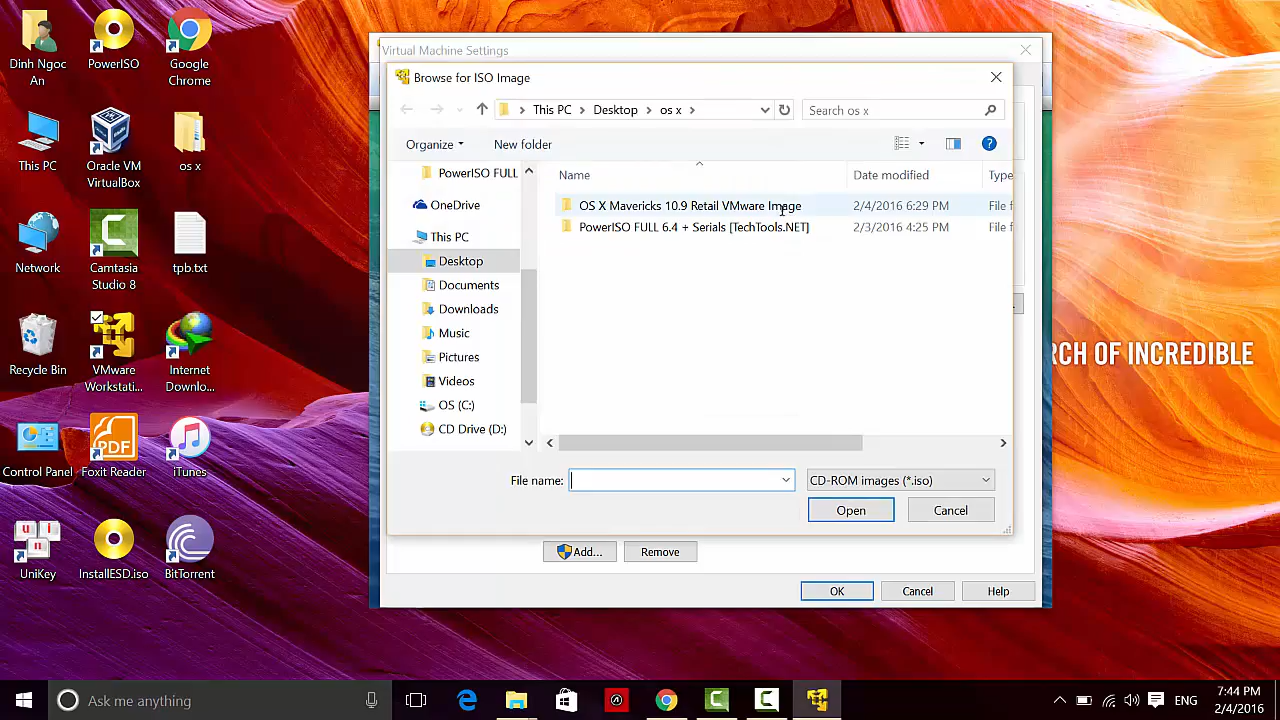 Dinh Ngoc
An
PowerISO
Google
Chrome
This PC
Oracle VM
VirtualBox
os x
Network
Camtasia
Studio 8
tpb.txt
Recycle Bin
VMware
Workstati...
Internet
Downlo...
Control Panel
Foxit Reader
PDF
iTunes
UniKey
InstallESD.iso
BitTorrent
Virtual Machine Settings
Browse for ISO Image
This PC > Desktop > os x >
Search os x
Organize
New folder
PowerISO FULL
OneDrive
This PC
Desktop
Documents
Downloads
Music
Pictures
Videos
OS (C:)
CD Drive (D:)
Name Date modified Type
OS X Mavericks 10.9 Retail VMware Image 2/4/2016 6:29 PM File f
PowerISO FULL 6.4 + Serials [TechTools.NET] 2/3/2016 4:25 PM File f
File name:
CD-ROM images (*.iso)
Open
Cancel
Add...
Remove
OK
Cancel
Help
RCH OF INCREDIBLE
Ask me anything
ENG
7:44 PM
2/4/2016